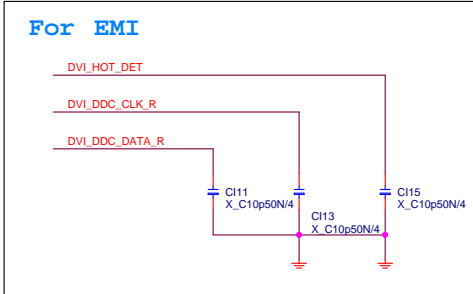 For EMI
DVI_HOT_DET
DVI_DDC_CLK_R
DVI_DDC_DATA_R
CI11
X_C10p50N/4
CI13
X_C10p50N/4
CI15
X_C10p50N/4